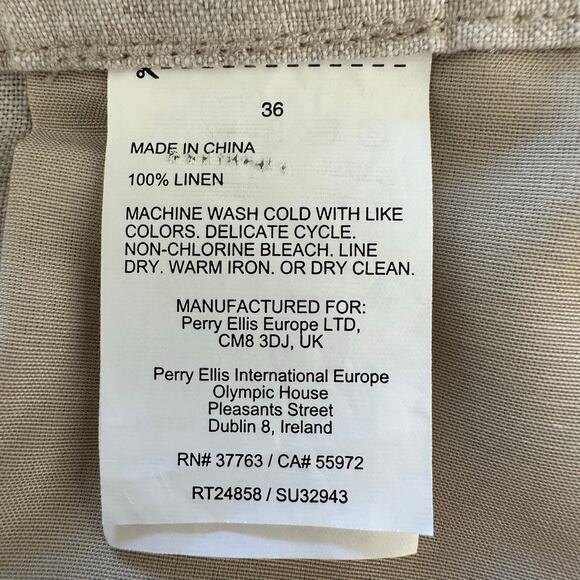 36
MADE IN CHINA
100% LINEN
MACHINE WASH COLD WITH LIKE
COLORS. DELICATE CYCLE.
NON-CHLORINE BLEACH. LINE
DRY. WARM IRON. OR DRY CLEAN.
MANUFACTURED FOR:
Perry Ellis Europe LTD,
CM8 3DJ, UK
Perry Ellis International Europe
Olympic House
Pleasants Street
Dublin 8, Ireland
RN# 37763 / CA# 55972
RT24858 / SU32943